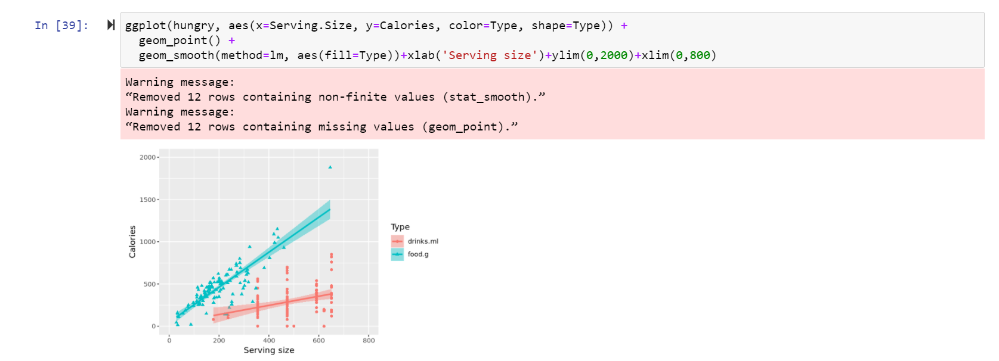 In [39]:
ggplot(hungry, aes(x=Serving.Size, y=Calories, color=Type, shape=Type)) +
geom_point() +
geom_smooth(method=lm, aes(fill=Type))+xlab('Serving size')+ylim(0,2000)+xlim(0,800)
Warning message:
“Removed 12 rows containing non-finite values (stat_smooth).”
Warning message:
“Removed 12 rows containing missing values (geom_point).”
2000
1500
1000
500
0
Calories
0 200 400 600 800
Serving size
Type
drinks.ml
food.g